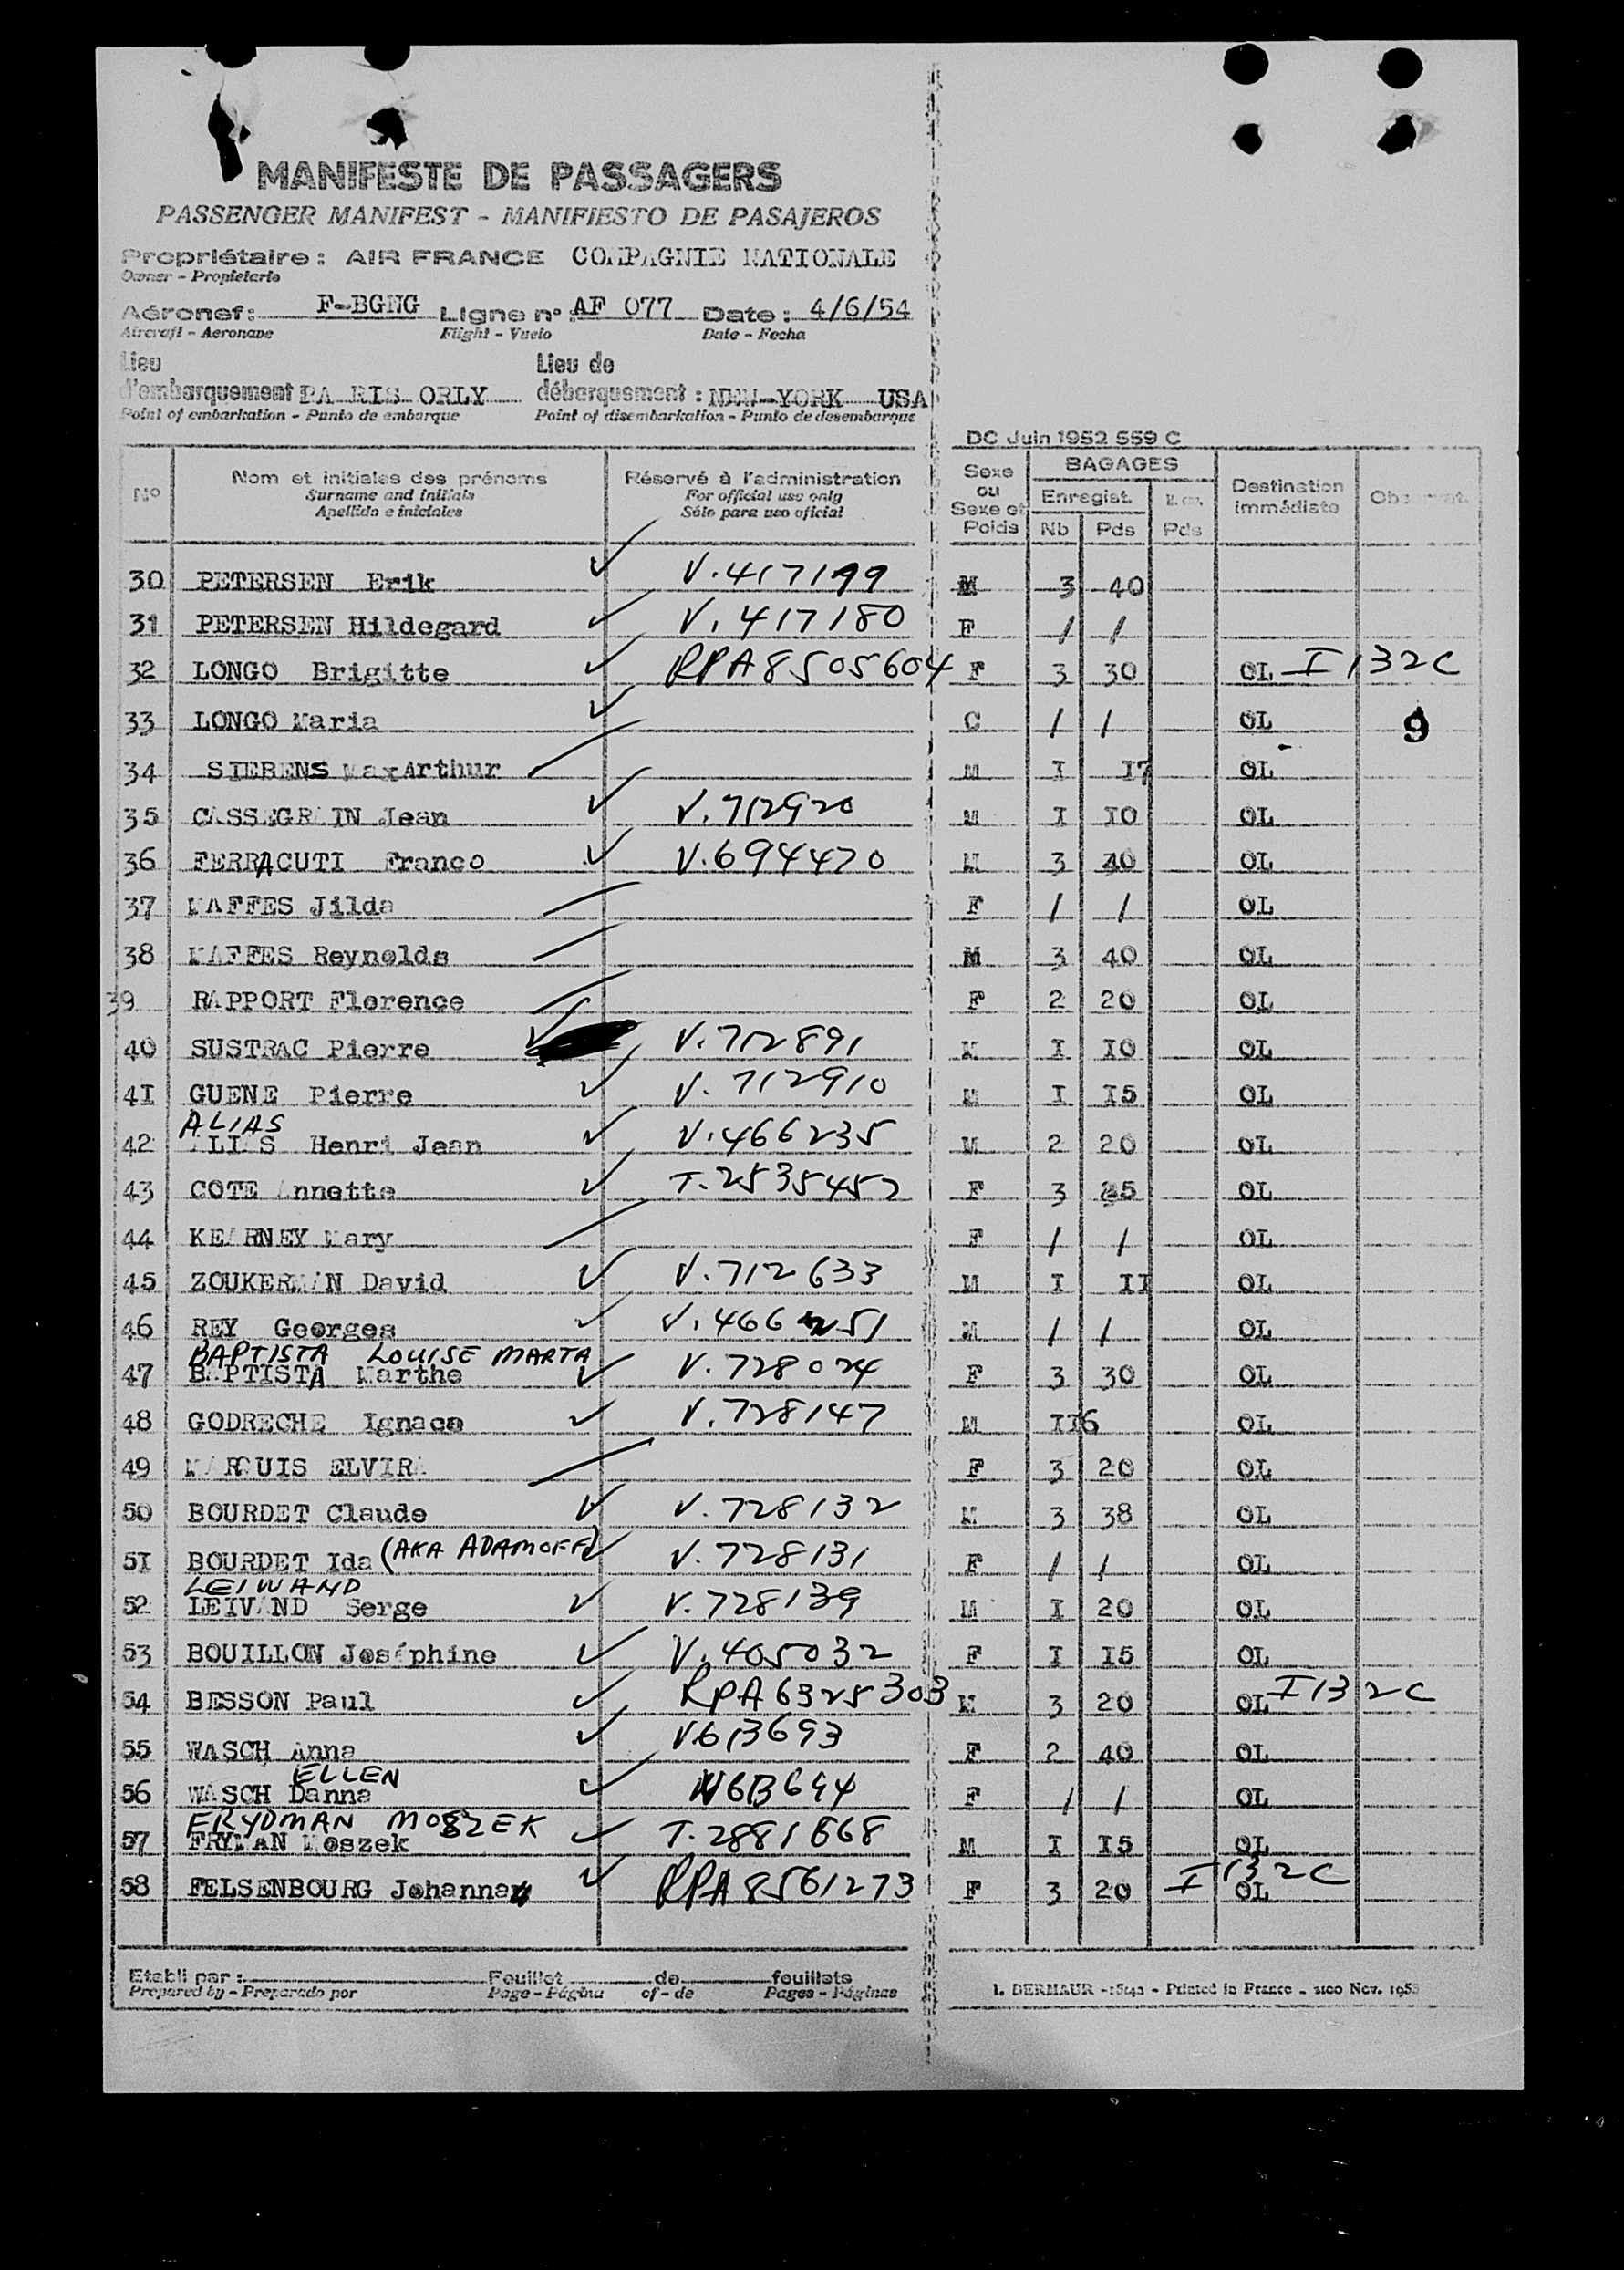 MANIFESTE DE PASSAGERS
PASSENGER MANIFEST - MANIFIESTO DE PASAJEROS
Propriétaire : AIR FRANCE COMPAGNIE NATIONALE
Owner - Propietario
Aéronef : F-BGNG Ligne n° : AF 077 Date : 4/6/54
Aircraft - Aeronave Flight - Vuelo Date - Fecha
Lieu Lieu de
d'embarquement PARIS ORLY débarquement : NEW-YORK USA
Point of embarkation - Punto de embarque Point of disembarkation - Punto de desembarque
DC Juin 1952 559 C
N° Nom et initiales des prénoms Réservé à l'administration Sexe ou Sexe et Poids BAGAGES Destination immédiate
Surname and initials For official use only Enregist.
Apellido e iniciales Sólo para uso oficial Nb Pds Pds
30 PETERSEN Erik V.417199 M 3 40
31 PETERSEN Hildegard V.417180 F / /
32 LONGO Brigitte RPA8505604 F 3 30 OL I132C
33 LONGO Maria C / / OL 9
34 SIEBENS Max Arthur M I I7 OL
35 CASSEGRAIN Jean V.712920 M I I0 OL
36 FERRACUTI Franco V.694470 M 3 OL
37 MAFFES Jilda F / / OL
38 MAFFES Reynolds M 3 40 OL
39 RAPPORT Florence F 2 20 OL
40 SUSTRAC Pierre V.712891 M I I0 OL
4I GUENE Pierre V.712910 M I I5 OL
ALIAS
42 ALIAS Henri Jean V.466235 M 2 20 OL
43 COTE Annette T.2535452 F 3 OL
44 KEARNEY Mary F / / OL
45 ZOUKERMAN David V.712633 M I II OL
46 REY Georges M / / OL
BAPTISTA LOUISE MARTA
47 BAPTISTA Marthe V.728024 F 3 30 OL
48 GODRECHE Ignace V.728147 M II6 OL
49 MARQUIS ELVIRA F 3 20 OL
50 BOURDET Claude V.728132 M 3 38 OL
5I BOURDET Ida (AKA ADAMOFF) V.728131 F / / OL
LEIWAND
52 LEIVAND Serge V.728139 M I 20 OL
53 BOUILLON Joséphine V.405032 F I I5 OL
54 BESSON Paul RPA6325303 M 3 20 OL I132C
55 WASCH Anna V613693 F 2 40 OL
ELLEN
56 WASCH Danna V613694 F / / OL
FRYDMAN MOSZEK
57 FRYMAN Moszek T.2881868 M I I5 OL
58 FELSENBOURG Johanna RPA8561273 F 3 20 I132C OL
Etabli par : Feuillet de feuillets
Prepared by - Preparado por Page - Página of - de Pages - Páginas
Printed in France